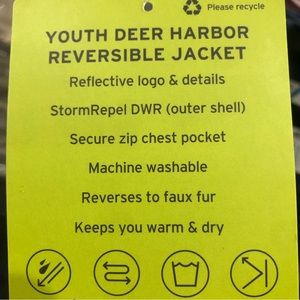 Please recycle
YOUTH DEER HARBOR
REVERSIBLE JACKET
Reflective logo & details
StormRepel DWR (outer shell)
Secure zip chest pocket
Machine washable
Reverses to faux fur
Keeps you warm & dry